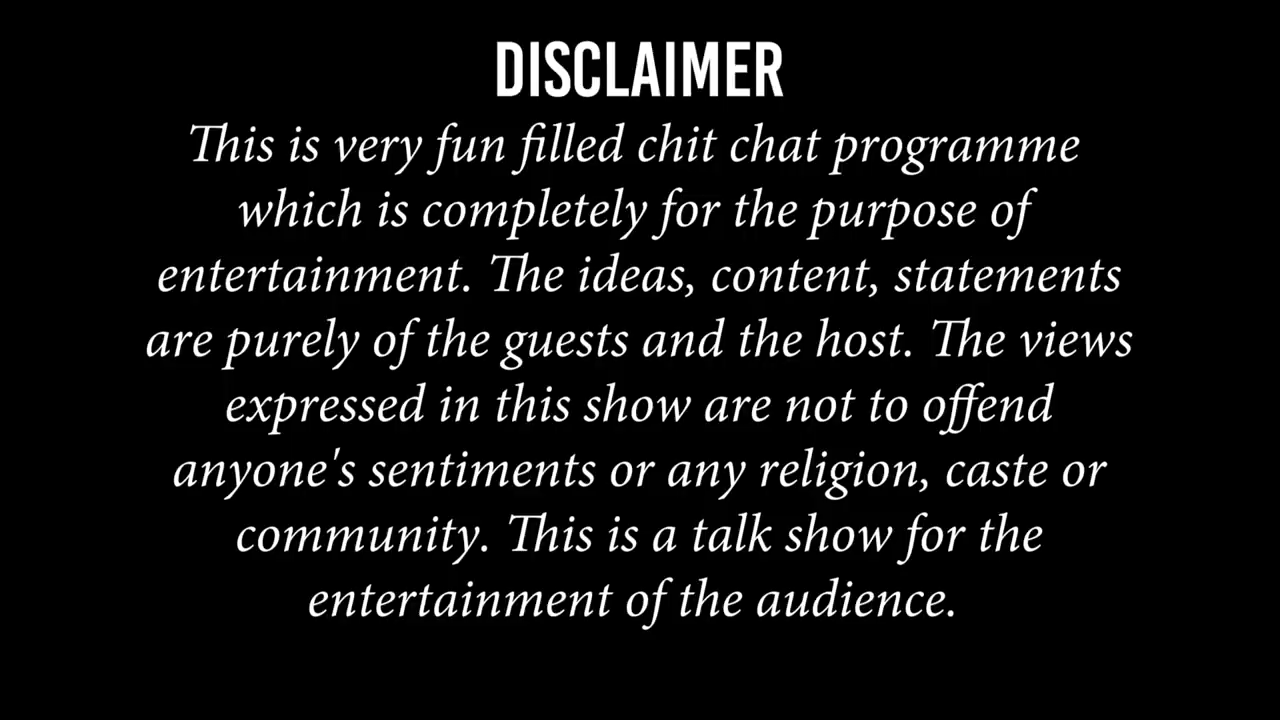 DISCLAIMER
This is very fun filled chit chat programme
which is completely for the purpose of
entertainment. The ideas, content, statements
are purely of the guests and the host. The views
expressed in this show are not to offend
anyone's sentiments or any religion, caste or
community. This is a talk show for the
entertainment of the audience.